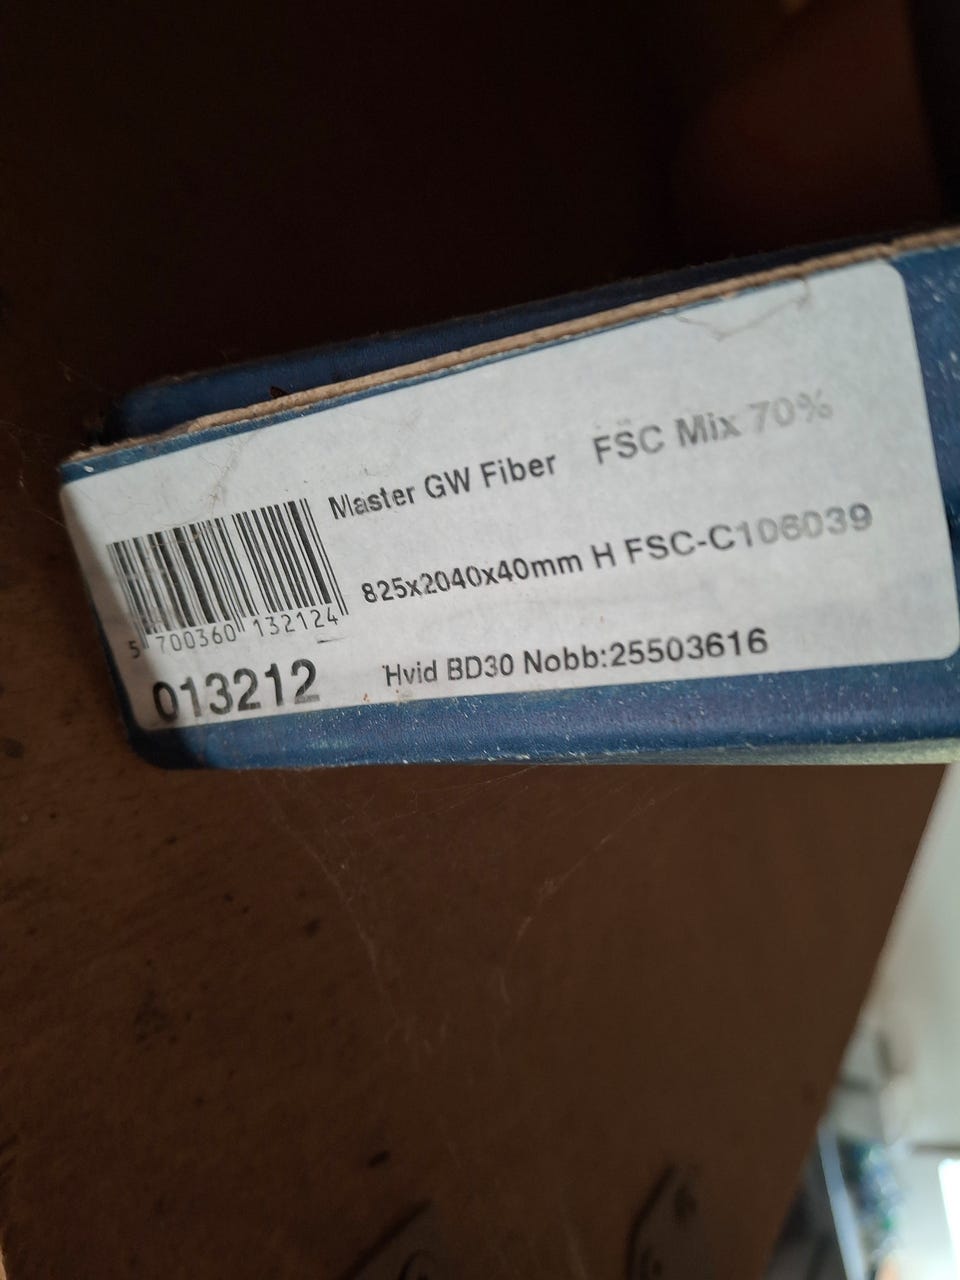 Master GW Fiber FSC Mix 70%
825x2040x40mm H FSC-C106039
5 700360 132124
013212 Hvid BD30 Nobb:25503616